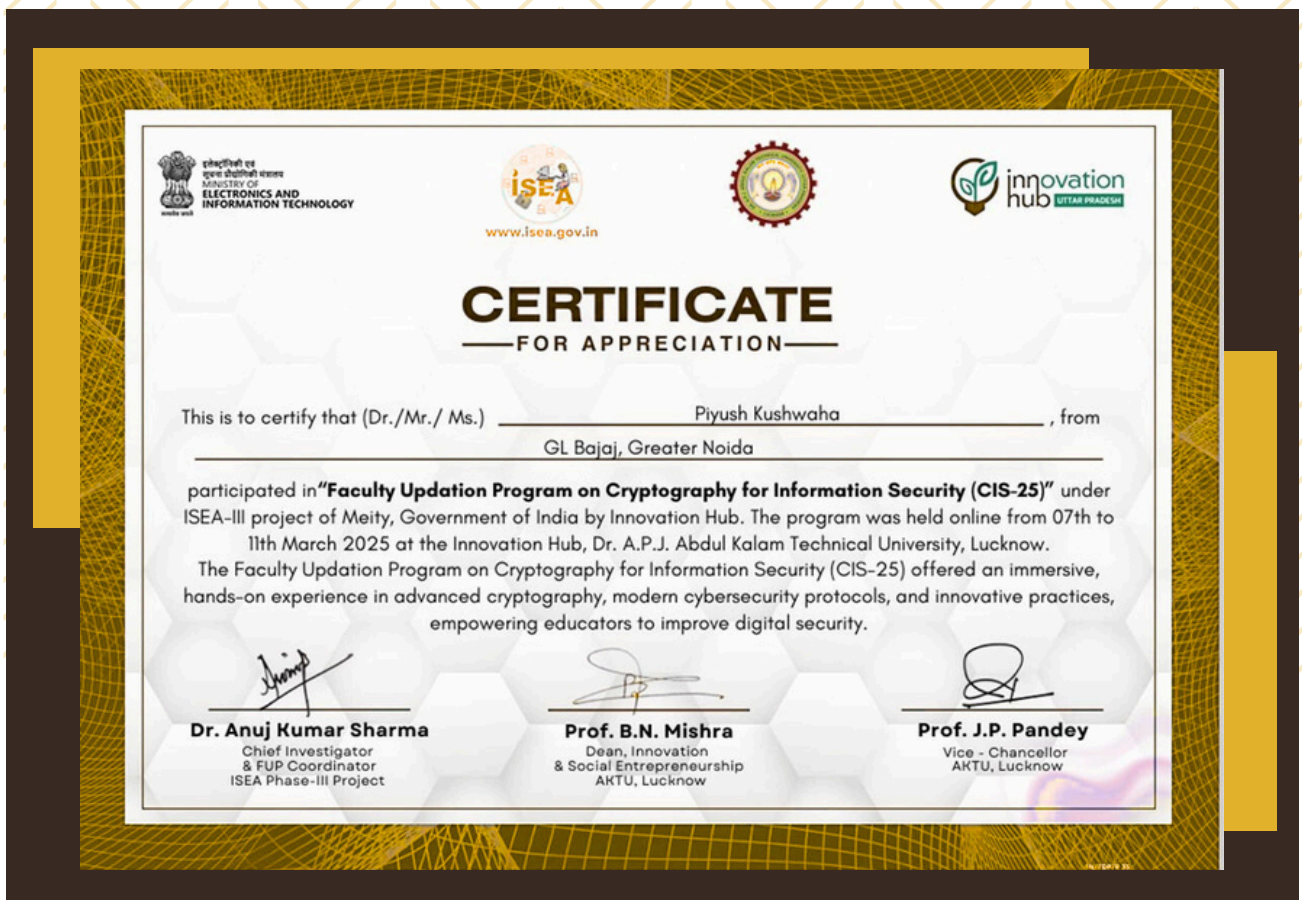 इलेक्ट्रॉनिकी एवं
सूचना प्रौद्योगिकी मंत्रालय
MINISTRY OF
ELECTRONICS AND
INFORMATION TECHNOLOGY
सत्यमेव जयते
iSEA
www.isea.gov.in
innovation
hub UTTAR PRADESH
CERTIFICATE
FOR APPRECIATION
This is to certify that (Dr./Mr./ Ms.) Piyush Kushwaha , from
GL Bajaj, Greater Noida
participated in “Faculty Updation Program on Cryptography for Information Security (CIS-25)” under
ISEA-III project of Meity, Government of India by Innovation Hub. The program was held online from 07th to
11th March 2025 at the Innovation Hub, Dr. A.P.J. Abdul Kalam Technical University, Lucknow.
The Faculty Updation Program on Cryptography for Information Security (CIS-25) offered an immersive,
hands-on experience in advanced cryptography, modern cybersecurity protocols, and innovative practices,
empowering educators to improve digital security.
Dr. Anuj Kumar Sharma
Chief Investigator
& FUP Coordinator
ISEA Phase-III Project
Prof. B.N. Mishra
Dean, Innovation
& Social Entrepreneurship
AKTU, Lucknow
Prof. J.P. Pandey
Vice - Chancellor
AKTU, Lucknow